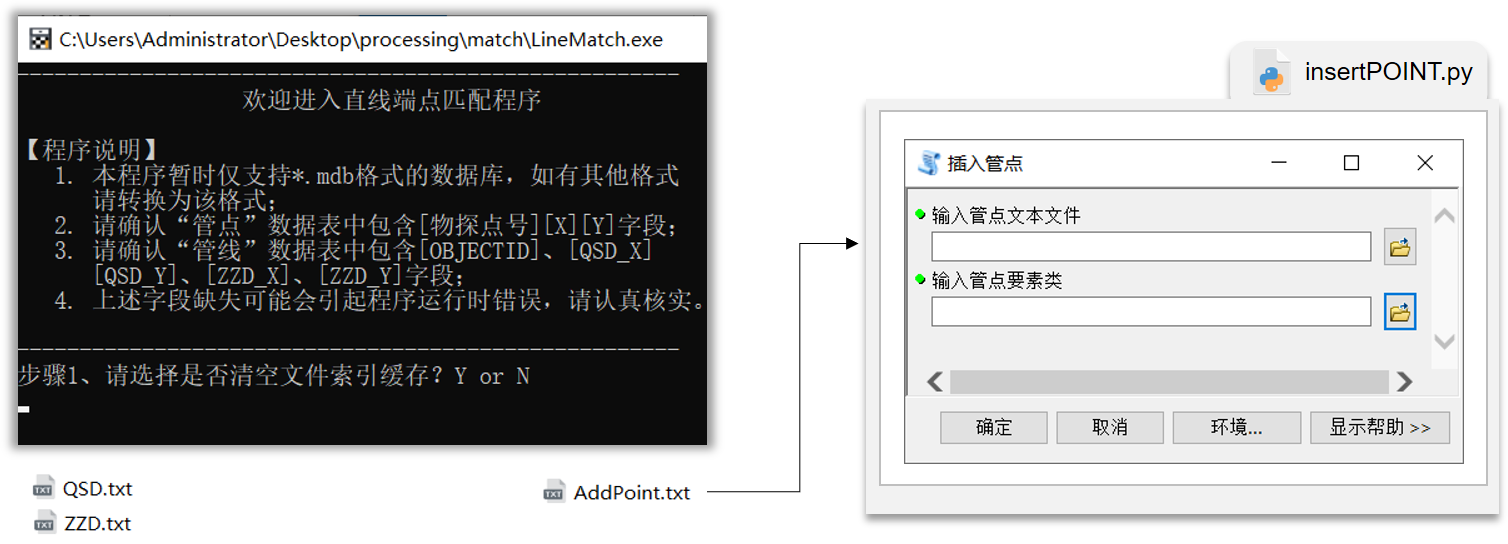 C:\Users\Administrator\Desktop\processing\match\LineMatch.exe
欢迎进入直线端点匹配程序
【程序说明】
1. 本程序暂时仅支持*.mdb格式的数据库，如有其他格式
请转换为该格式；
2. 请确认“管点”数据表中包含[物探点号][X][Y]字段；
3. 请确认“管线”数据表中包含[OBJECTID]、[QSD_X]
[QSD_Y]、[ZZD_X]、[ZZD_Y]字段；
4. 上述字段缺失可能会引起程序运行时错误，请认真核实。
步骤1、请选择是否清空文件索引缓存？Y or N
TXT QSD.txt
TXT ZZD.txt
TXT AddPoint.txt
insertPOINT.py
插入管点
输入管点文本文件
输入管点要素类
确定 取消 环境... 显示帮助 >>